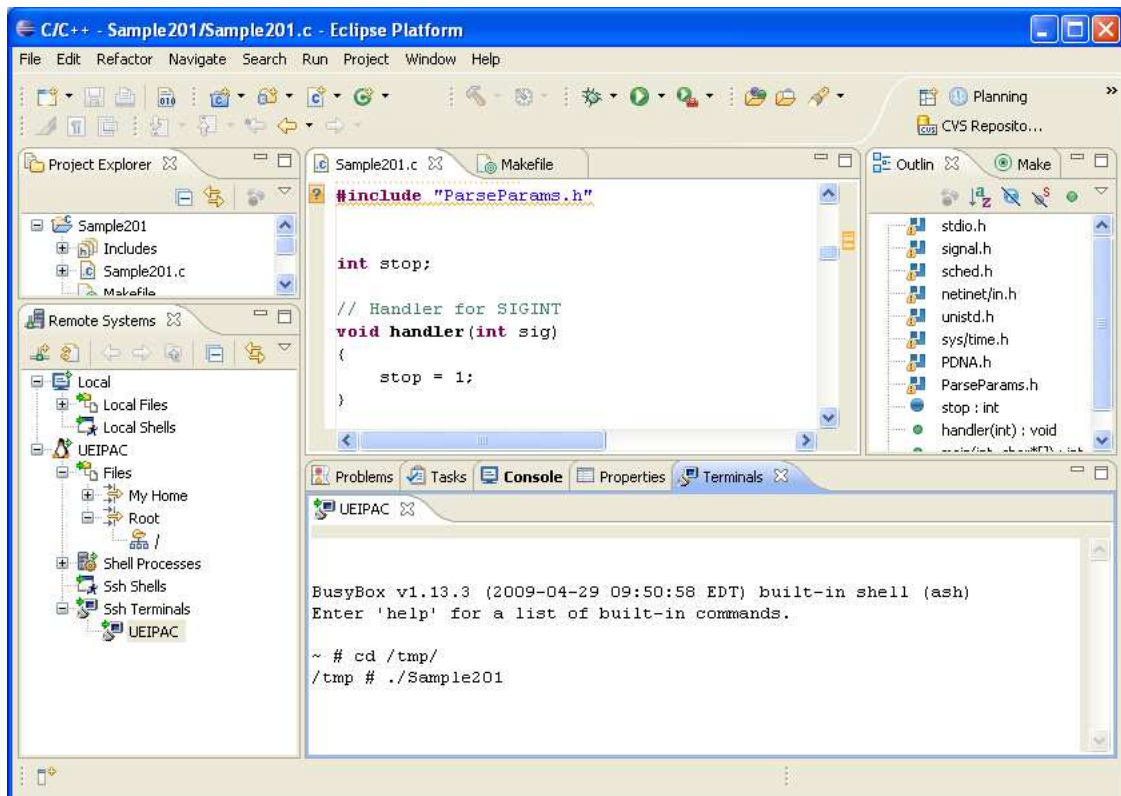 C/C++ - Sample201/Sample201.c - Eclipse Platform
File Edit Refactor Navigate Search Run Project Window Help
Planning
CVS Reposito...
Project Explorer
Sample201
Includes
Sample201.c
Makefile
Remote Systems
Local
Local Files
Local Shells
UEIPAC
Files
My Home
Root
/
Shell Processes
Ssh Shells
Ssh Terminals
UEIPAC
Sample201.c Makefile
#include "ParseParams.h"
int stop;
// Handler for SIGINT
void handler(int sig)
{
stop = 1;
}
Outlin Make
stdio.h
signal.h
sched.h
netinet/in.h
unistd.h
sys/time.h
PDNA.h
ParseParams.h
stop : int
handler(int) : void
Problems Tasks Console Properties Terminals
UEIPAC
BusyBox v1.13.3 (2009-04-29 09:50:58 EDT) built-in shell (ash)
Enter 'help' for a list of built-in commands.
~ # cd /tmp/
/tmp # ./Sample201